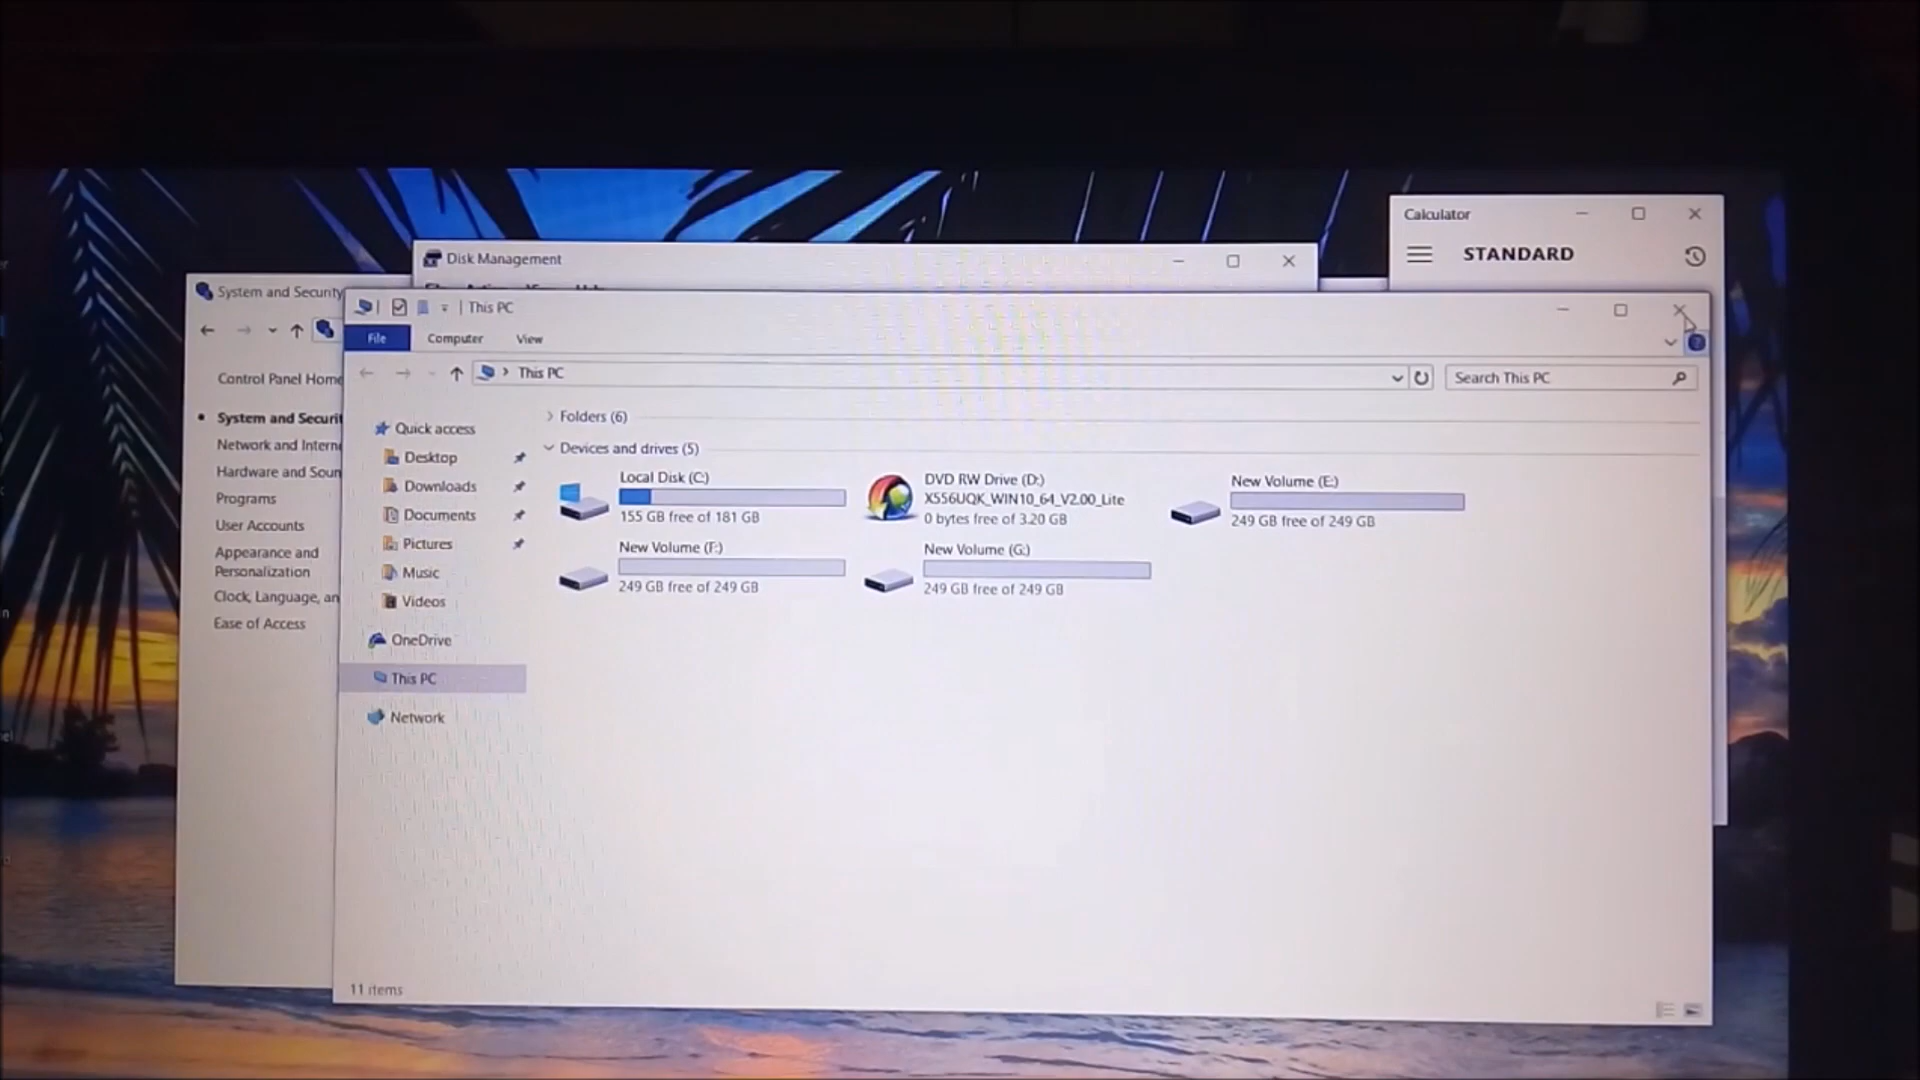 Calculator
STANDARD
Disk Management
System and Security
This PC
File
Computer
View
This PC
Search This PC
Control Panel Home
System and Securit
Network and Interne
Hardware and Soun
Programs
User Accounts
Appearance and
Personalization
Clock, Language, an
Ease of Access
Quick access
Desktop
Downloads
Documents
Pictures
Music
Videos
OneDrive
This PC
Network
Folders (6)
Devices and drives (5)
Local Disk (C:)
155 GB free of 181 GB
DVD RW Drive (D:)
X556UQK_WIN10_64_V2.00_Lite
0 bytes free of 3.20 GB
New Volume (E:)
249 GB free of 249 GB
New Volume (F:)
249 GB free of 249 GB
New Volume (G:)
249 GB free of 249 GB
11 items